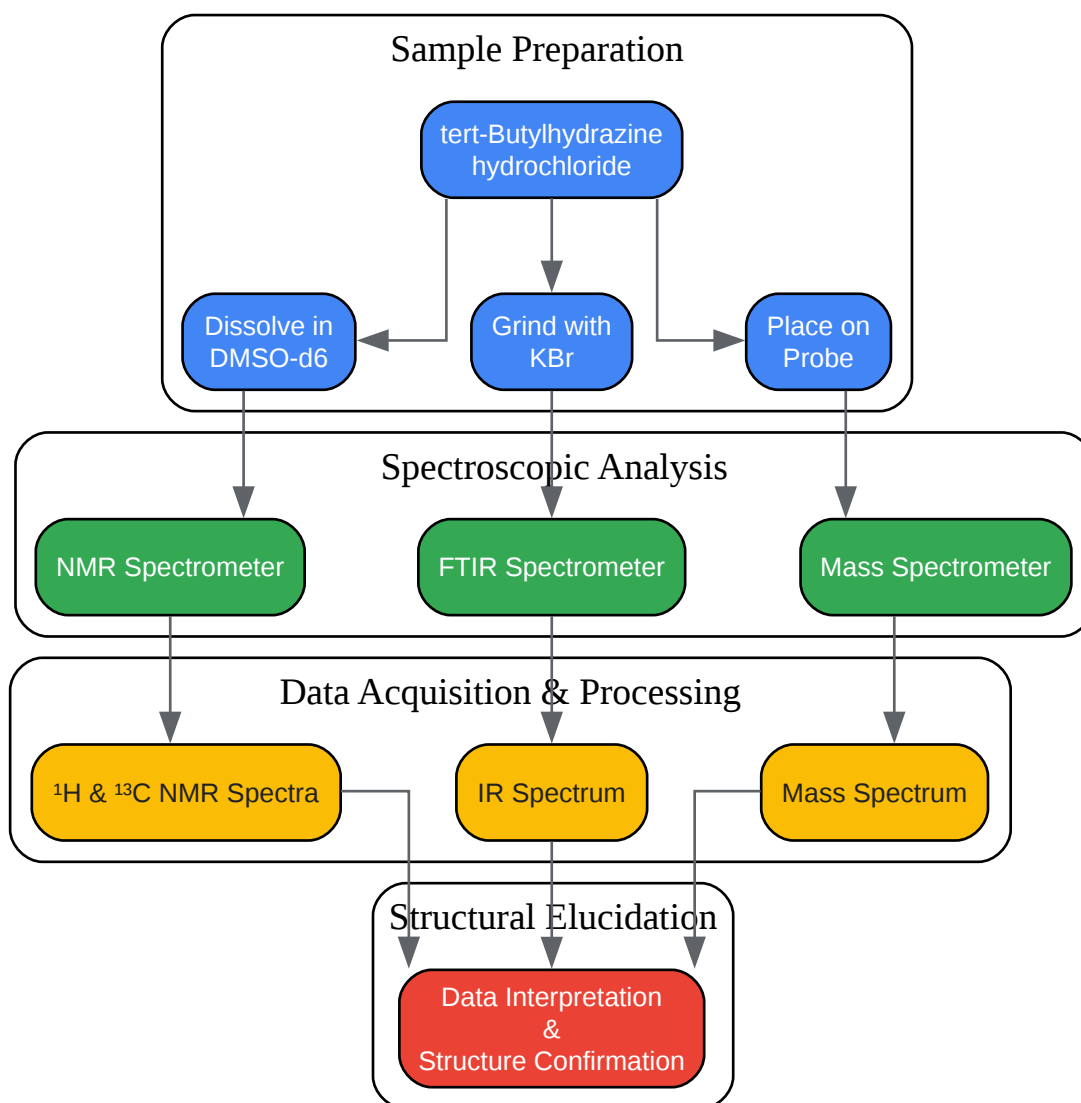 Sample Preparation
tert-Butylhydrazine
hydrochloride
Dissolve in
DMSO-d6
Grind with
KBr
Place on
Probe
Spectroscopic Analysis
NMR Spectrometer
FTIR Spectrometer
Mass Spectrometer
Data Acquisition & Processing
¹H & ¹³C NMR Spectra
IR Spectrum
Mass Spectrum
Structural Elucidation
Data Interpretation
&
Structure Confirmation